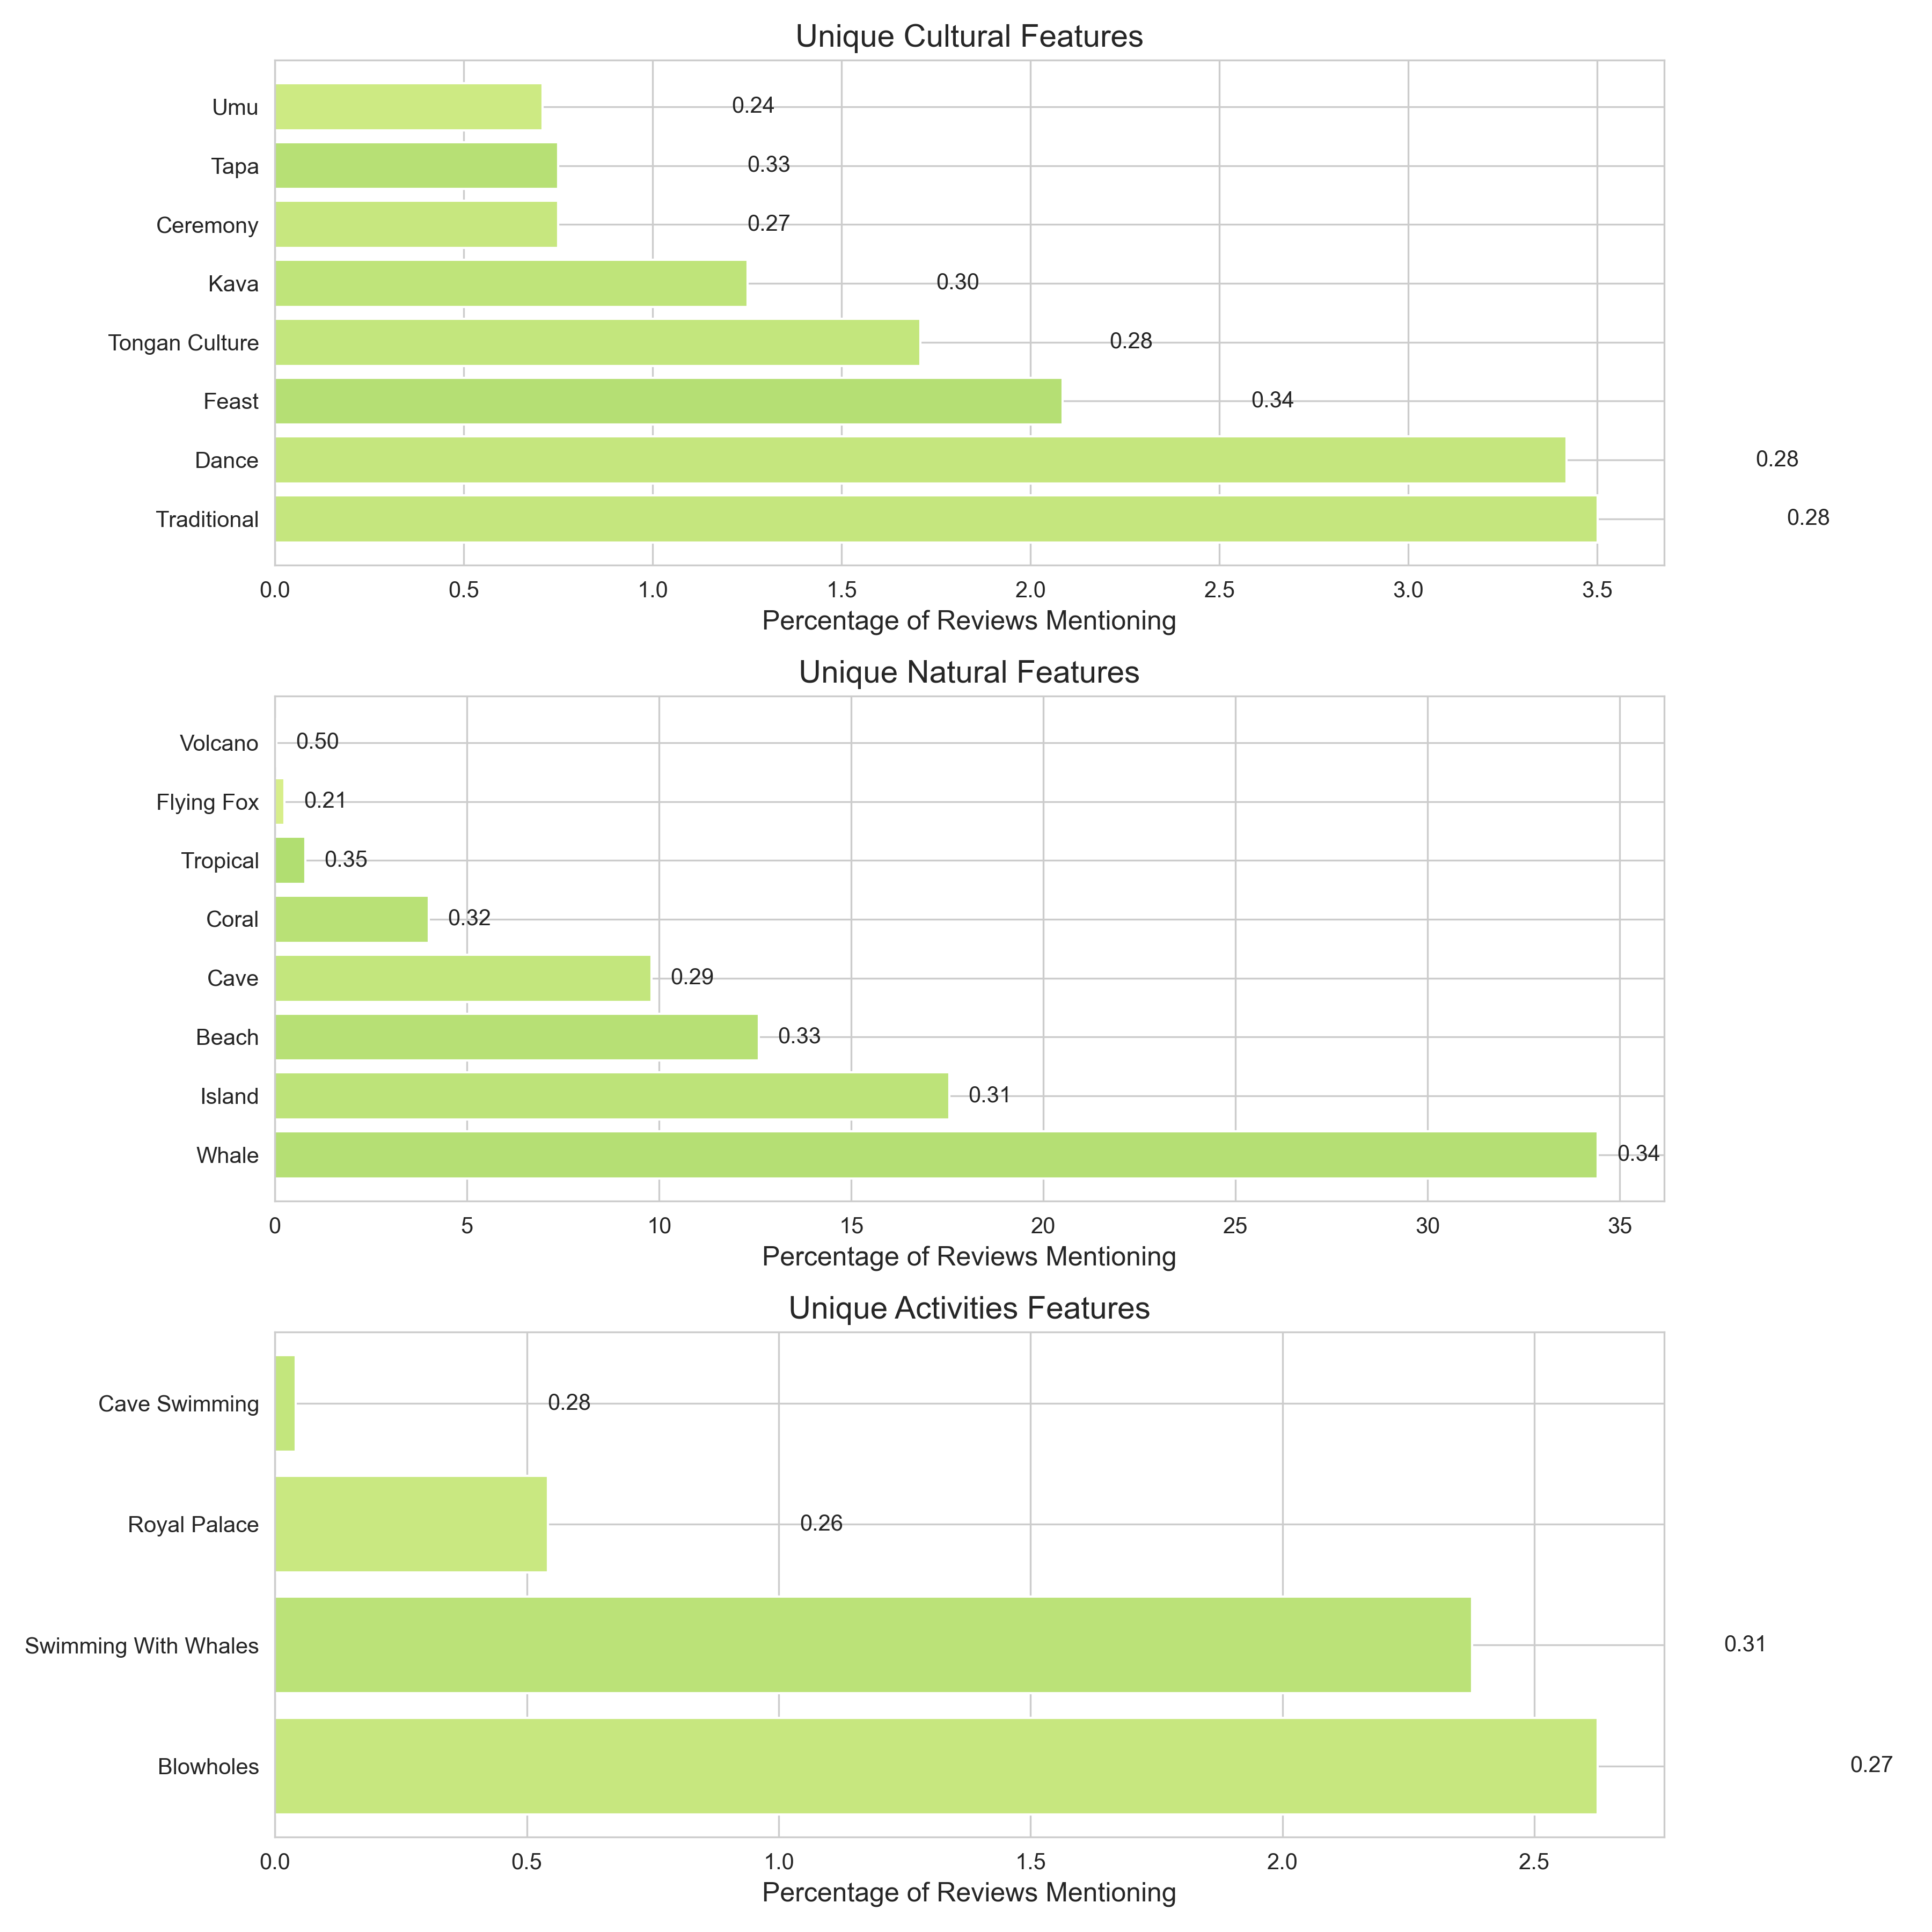 Unique Cultural Features
Umu 0.24
Tapa 0.33
Ceremony 0.27
Kava 0.30
Tongan Culture 0.28
Feast 0.34
Dance 0.28
Traditional 0.28
0.0 0.5 1.0 1.5 2.0 2.5 3.0 3.5
Percentage of Reviews Mentioning
Unique Natural Features
Volcano 0.50
Flying Fox 0.21
Tropical 0.35
Coral 0.32
Cave 0.29
Beach 0.33
Island 0.31
Whale 0.34
0 5 10 15 20 25 30 35
Percentage of Reviews Mentioning
Unique Activities Features
Cave Swimming 0.28
Royal Palace 0.26
Swimming With Whales 0.31
Blowholes 0.27
0.0 0.5 1.0 1.5 2.0 2.5
Percentage of Reviews Mentioning